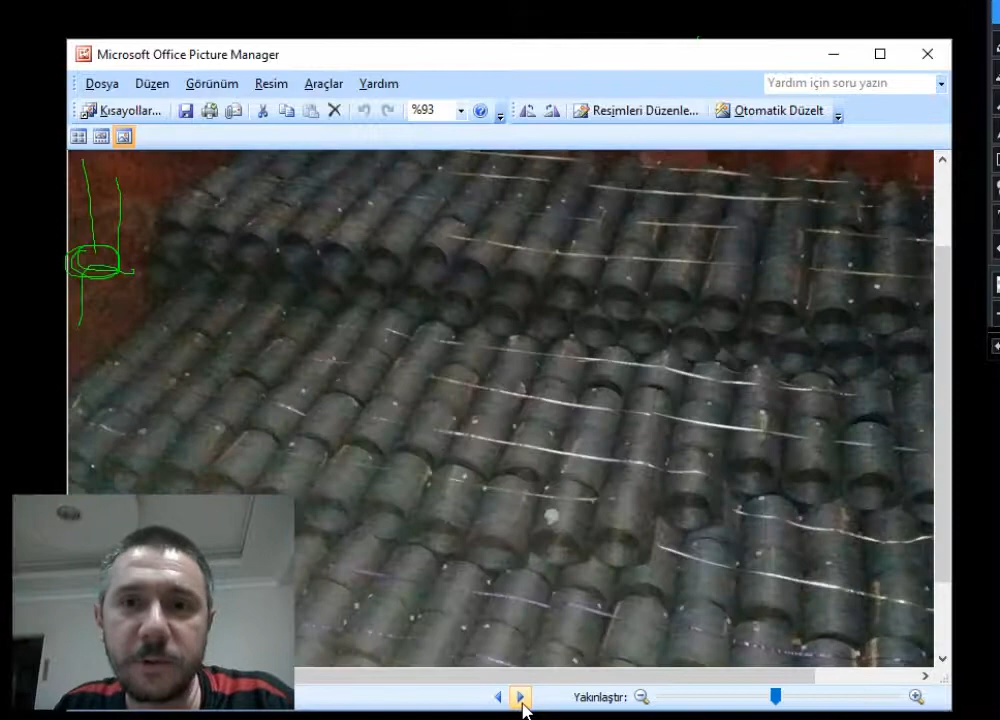 Microsoft Office Picture Manager
Dosya Düzen Görünüm Resim Araçlar Yardım
Yardım için soru yazın
Kısayollar... %93 Resimleri Düzenle... Otomatik Düzelt
Yakınlaştır: